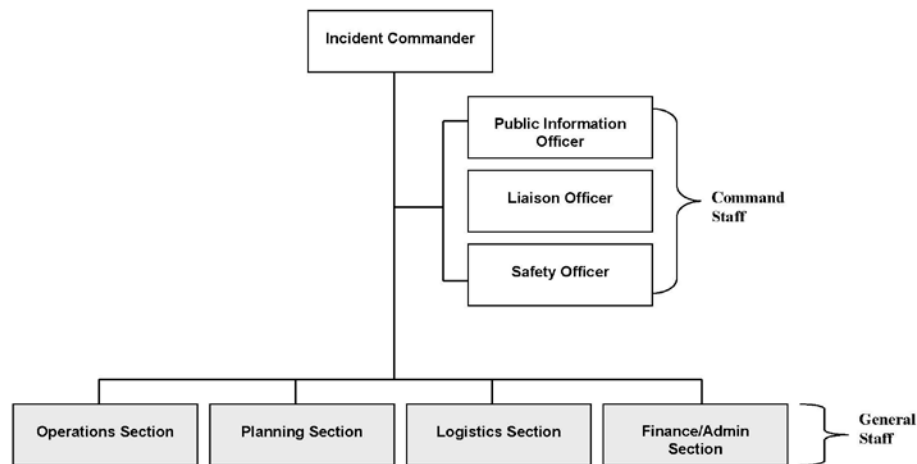 Incident Commander
Public Information
Officer
Liaison Officer
Command
Staff
Safety Officer
Operations Section
Planning Section
Logistics Section
Finance/Admin
Section
General
Staff